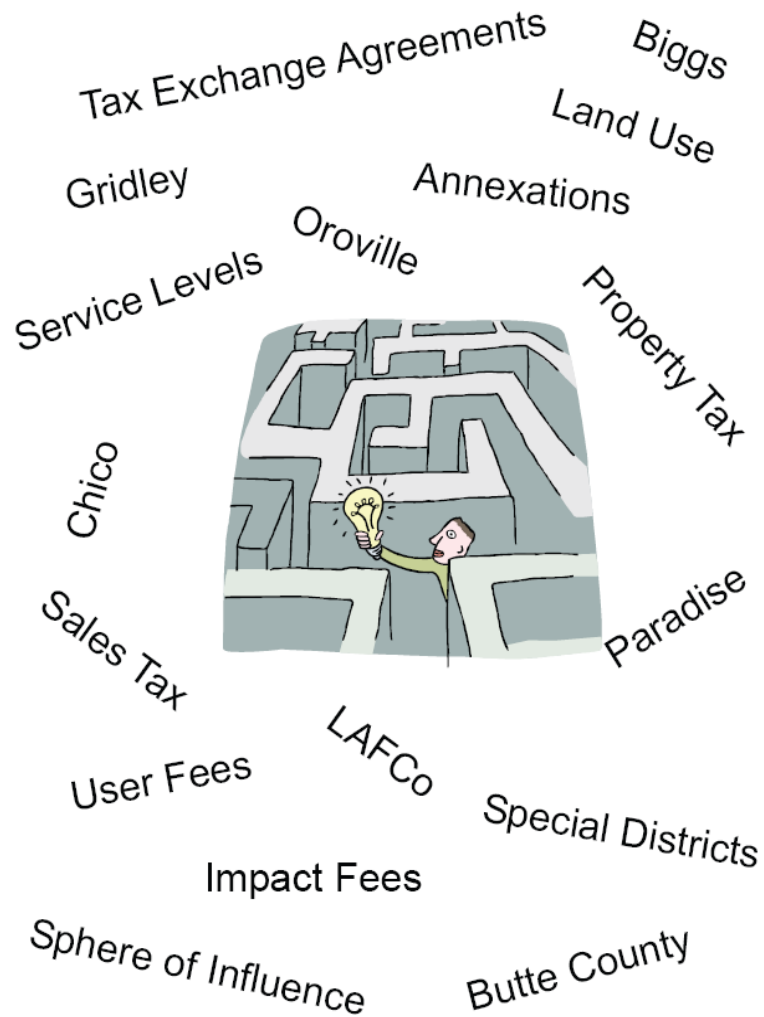 Tax Exchange Agreements
Biggs
Land Use
Gridley
Annexations
Oroville
Service Levels
Property Tax
Chico
Sales Tax
Paradise
LAFCo
User Fees
Special Districts
Impact Fees
Sphere of Influence
Butte County